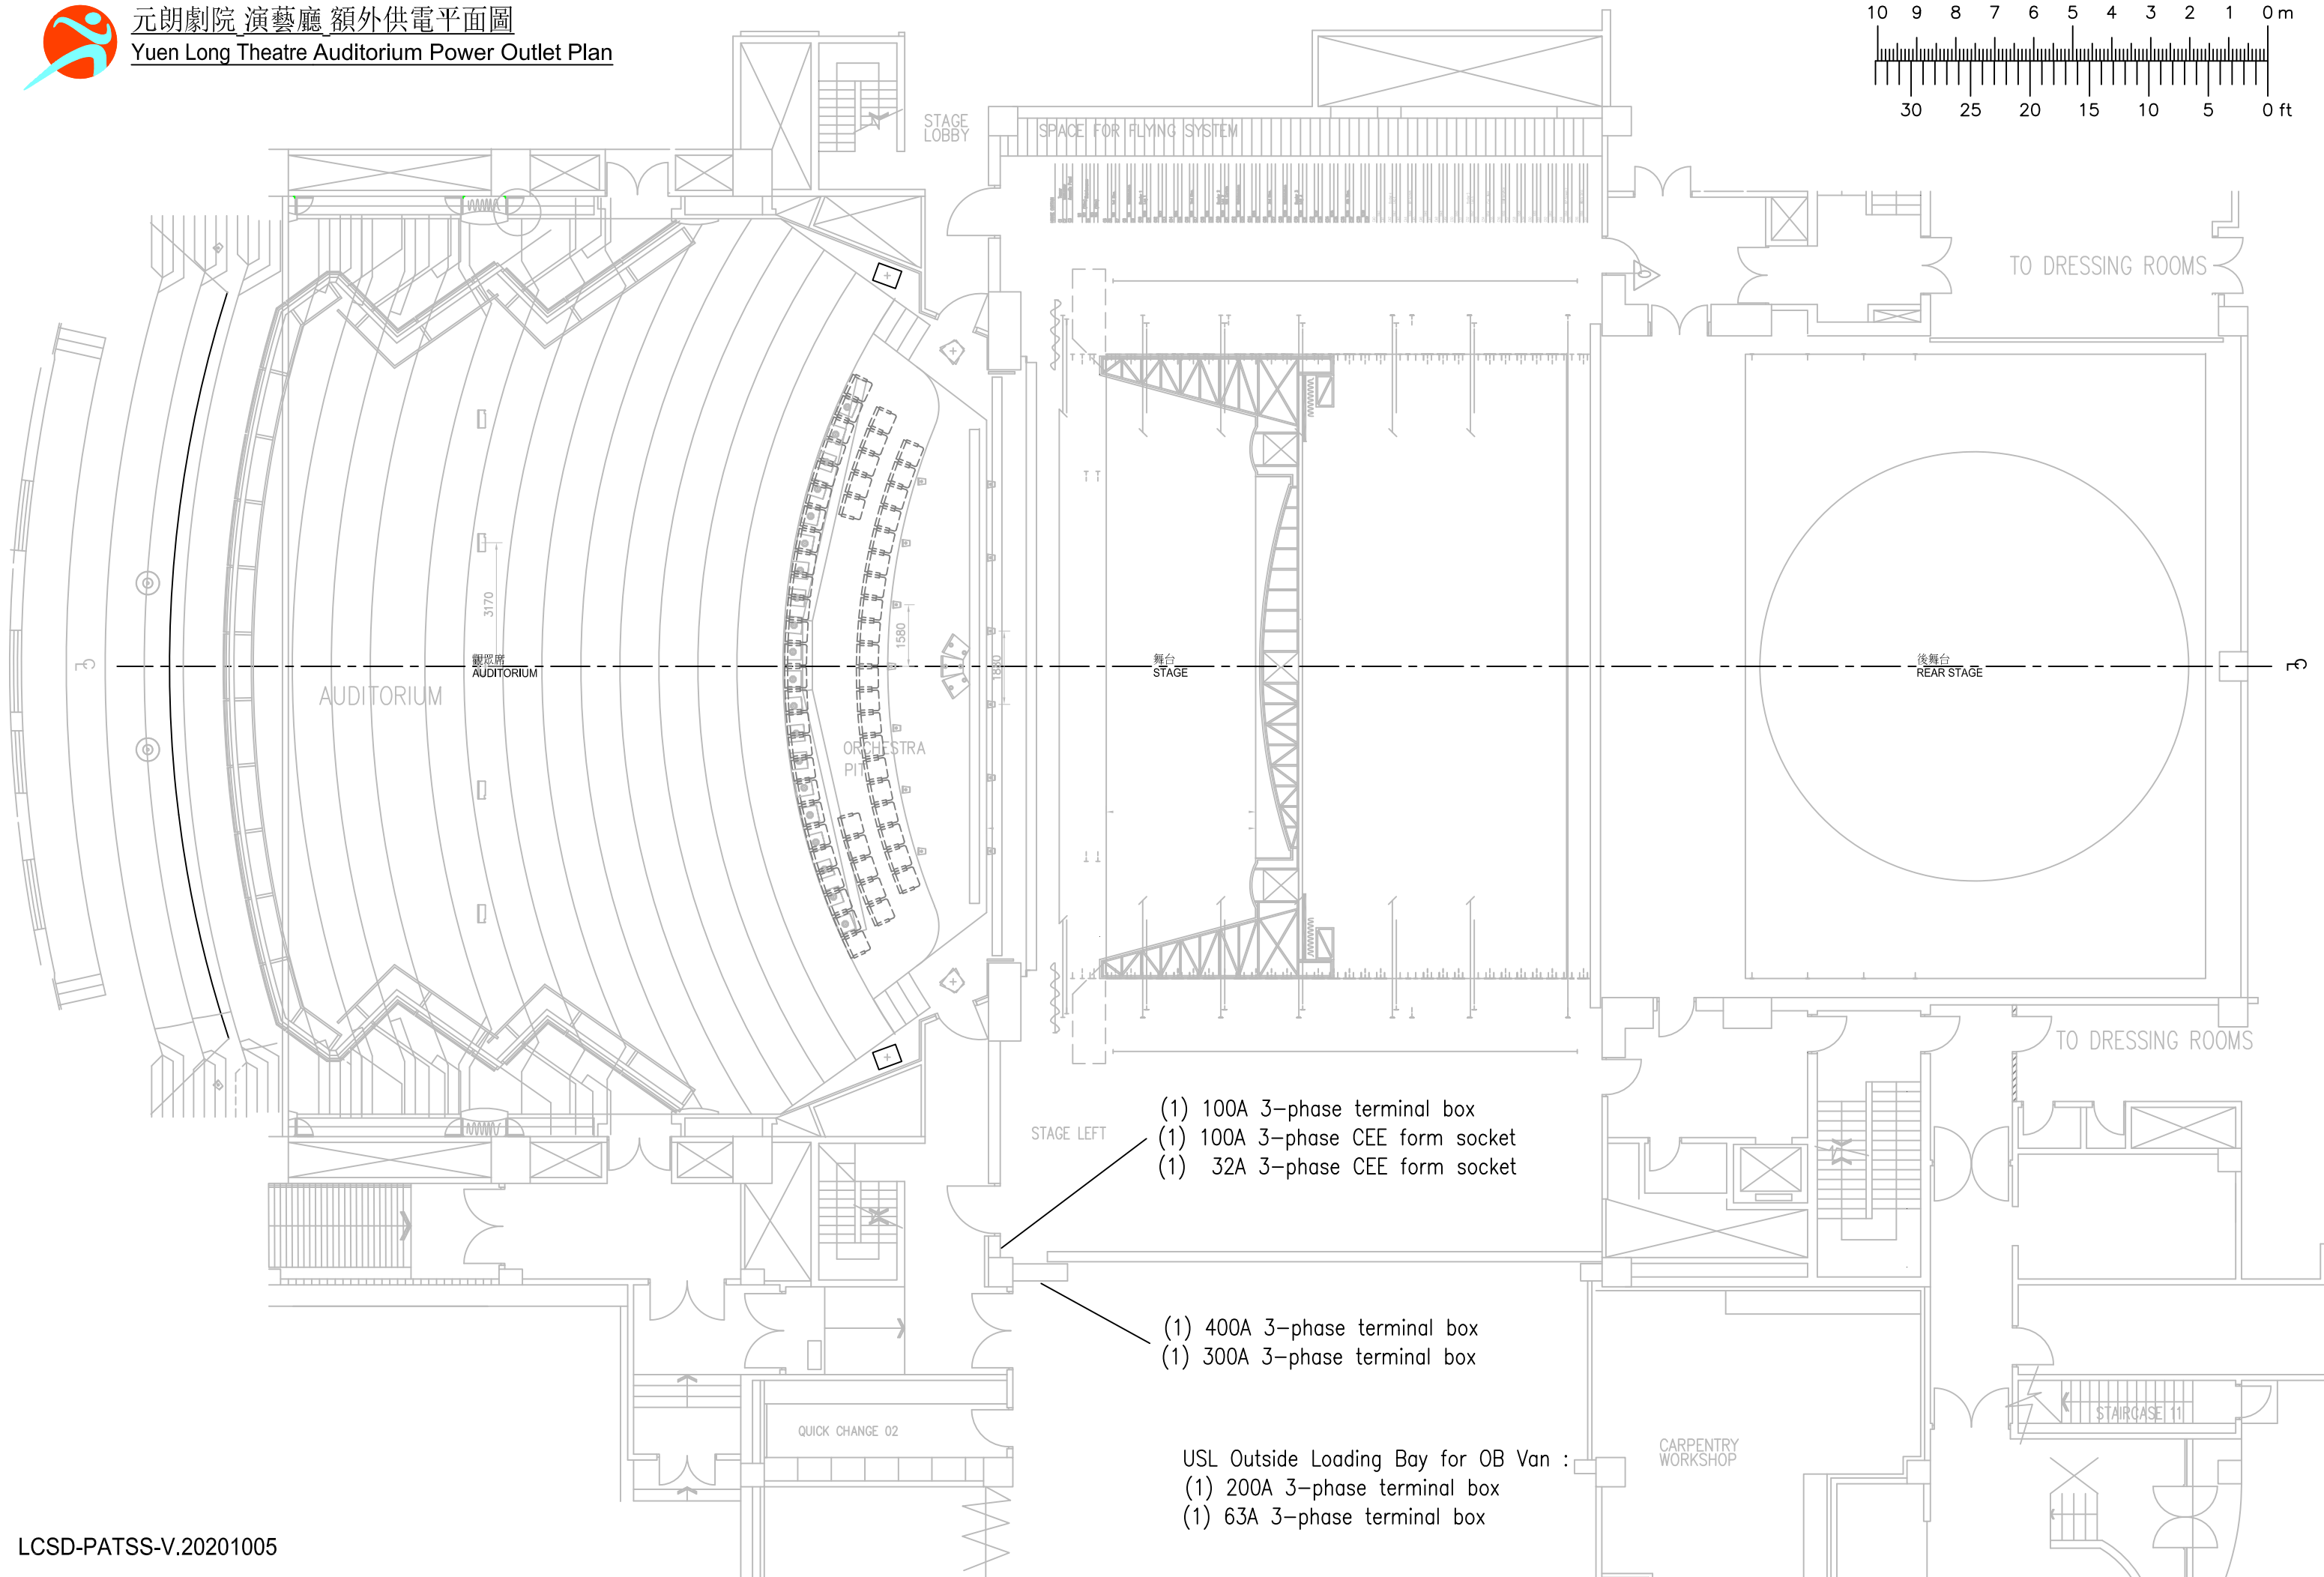 元朗劇院 演藝廳 額外供電平面圖
Yuen Long Theatre Auditorium Power Outlet Plan
10 9 8 7 6 5 4 3 2 1 0 m
30 25 20 15 10 5 0 ft
STAGE
LOBBY
SPACE FOR FLYING SYSTEM
TO DRESSING ROOMS
3170
1580
1880
觀眾席
AUDITORIUM
AUDITORIUM
舞台
STAGE
後舞台
REAR STAGE
ORCHESTRA
PIT
TO DRESSING ROOMS
STAGE LEFT
(1) 100A 3-phase terminal box
(1) 100A 3-phase CEE form socket
(1) 32A 3-phase CEE form socket
(1) 400A 3-phase terminal box
(1) 300A 3-phase terminal box
QUICK CHANGE 02
STAIRCASE 11
CARPENTRY
WORKSHOP
USL Outside Loading Bay for OB Van :
(1) 200A 3-phase terminal box
(1) 63A 3-phase terminal box
LCSD-PATSS-V.20201005